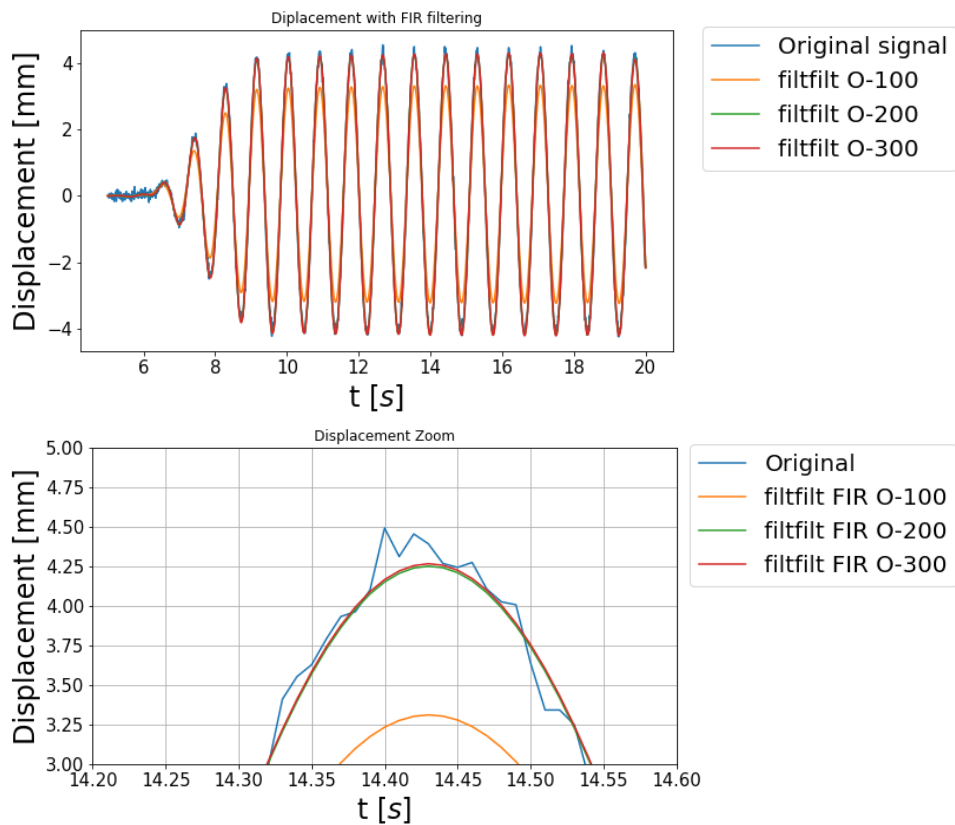 Diplacement with FIR filtering
Displacement [mm]
4
2
0
−2
−4
6 8 10 12 14 16 18 20
t [s]
Original signal
filtfilt O-100
filtfilt O-200
filtfilt O-300
Displacement Zoom
Displacement [mm]
5.00
4.75
4.50
4.25
4.00
3.75
3.50
3.25
3.00
14.20 14.25 14.30 14.35 14.40 14.45 14.50 14.55 14.60
t [s]
Original
filtfilt FIR O-100
filtfilt FIR O-200
filtfilt FIR O-300